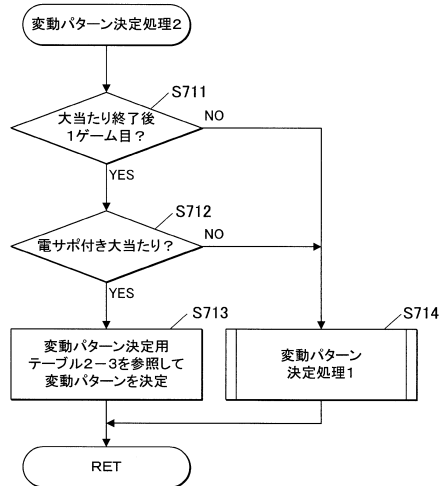 変動パターン決定処理2
S711
大当たり終了後
1ゲーム目？
NO
YES
S712
電サポ付き大当たり？
NO
YES
S713
変動パターン決定用
テーブル2－3を参照して
変動パターンを決定
S714
変動パターン
決定処理1
RET